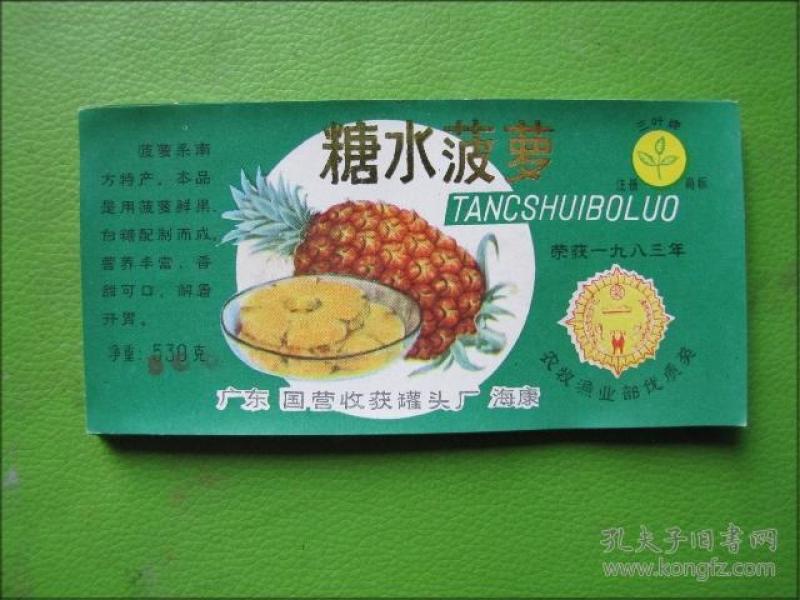 糖水菠萝
TANCSHUIBOLUO
菠萝系南
方特产。本品
是用菠萝鲜果、
白糖配制而成。
营养丰富、香
甜可口、解暑
开胃。
净重：530克
三叶牌
注册 商标
荣获一九八三年
农牧渔业部优质奖
广东 国营收获罐头厂 海康
孔夫子旧书网
www.kongfz.com